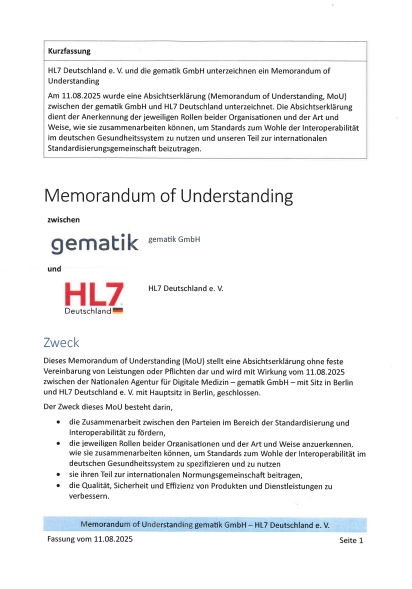 Kurzfassung
HL7 Deutschland e. V. und die gematik GmbH unterzeichnen ein Memorandum of
Understanding
Am 11.08.2025 wurde eine Absichtserklärung (Memorandum of Understanding, MoU)
zwischen der gematik GmbH und HL7 Deutschland unterzeichnet. Die Absichtserklärung
dient der Anerkennung der jeweiligen Rollen beider Organisationen und der Art und
Weise, wie sie zusammenarbeiten können, um Standards zum Wohle der Interoperabilität
im deutschen Gesundheitssystem zu nutzen und unseren Teil zur internationalen
Standardisierungsgemeinschaft beizutragen.
Memorandum of Understanding
zwischen
gematik gematik GmbH
und
HL7 HL7 Deutschland e. V.
Deutschland
Zweck
Dieses Memorandum of Understanding (MoU) stellt eine Absichtserklärung ohne feste
Vereinbarung von Leistungen oder Pflichten dar und wird mit Wirkung vom 11.08.2025
zwischen der Nationalen Agentur für Digitale Medizin – gematik GmbH – mit Sitz in Berlin
und HL7 Deutschland e. V. mit Hauptsitz in Berlin, geschlossen.
Der Zweck dieses MoU besteht darin,
• die Zusammenarbeit zwischen den Parteien im Bereich der Standardisierung und
Interoperabilität zu fördern,
• die jeweiligen Rollen beider Organisationen und der Art und Weise anzuerkennen.
wie sie zusammenarbeiten können, um Standards zum Wohle der Interoperabilität im
deutschen Gesundheitssystem zu spezifizieren und zu nutzen
• sie ihren Teil zur internationalen Normungsgemeinschaft beitragen,
• die Qualität, Sicherheit und Effizienz von Produkten und Dienstleistungen zu
verbessern.
Memorandum of Understanding gematik GmbH – HL7 Deutschland e. V.
Fassung vom 11.08.2025 Seite 1